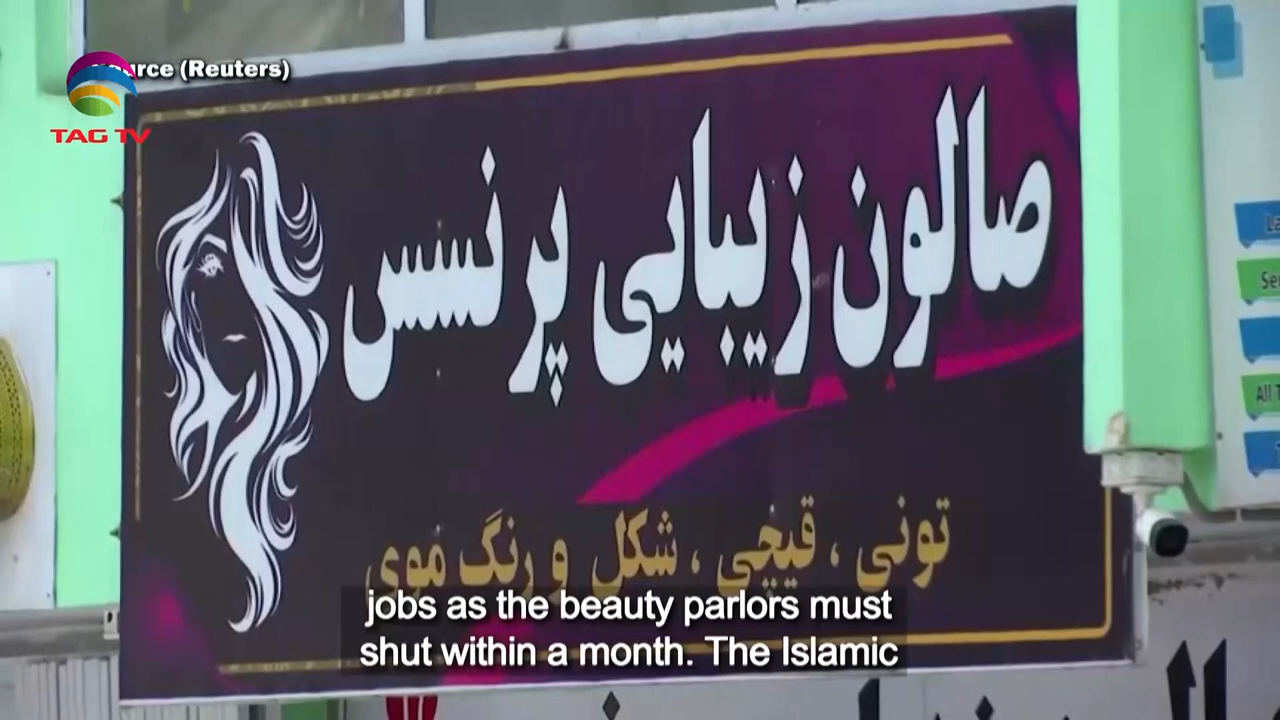 source (Reuters)
TAG TV
صالون زیبایی پرنسس
تونی ، قیچی ، شکل و رنگ موی
jobs as the beauty parlors must
shut within a month. The Islamic